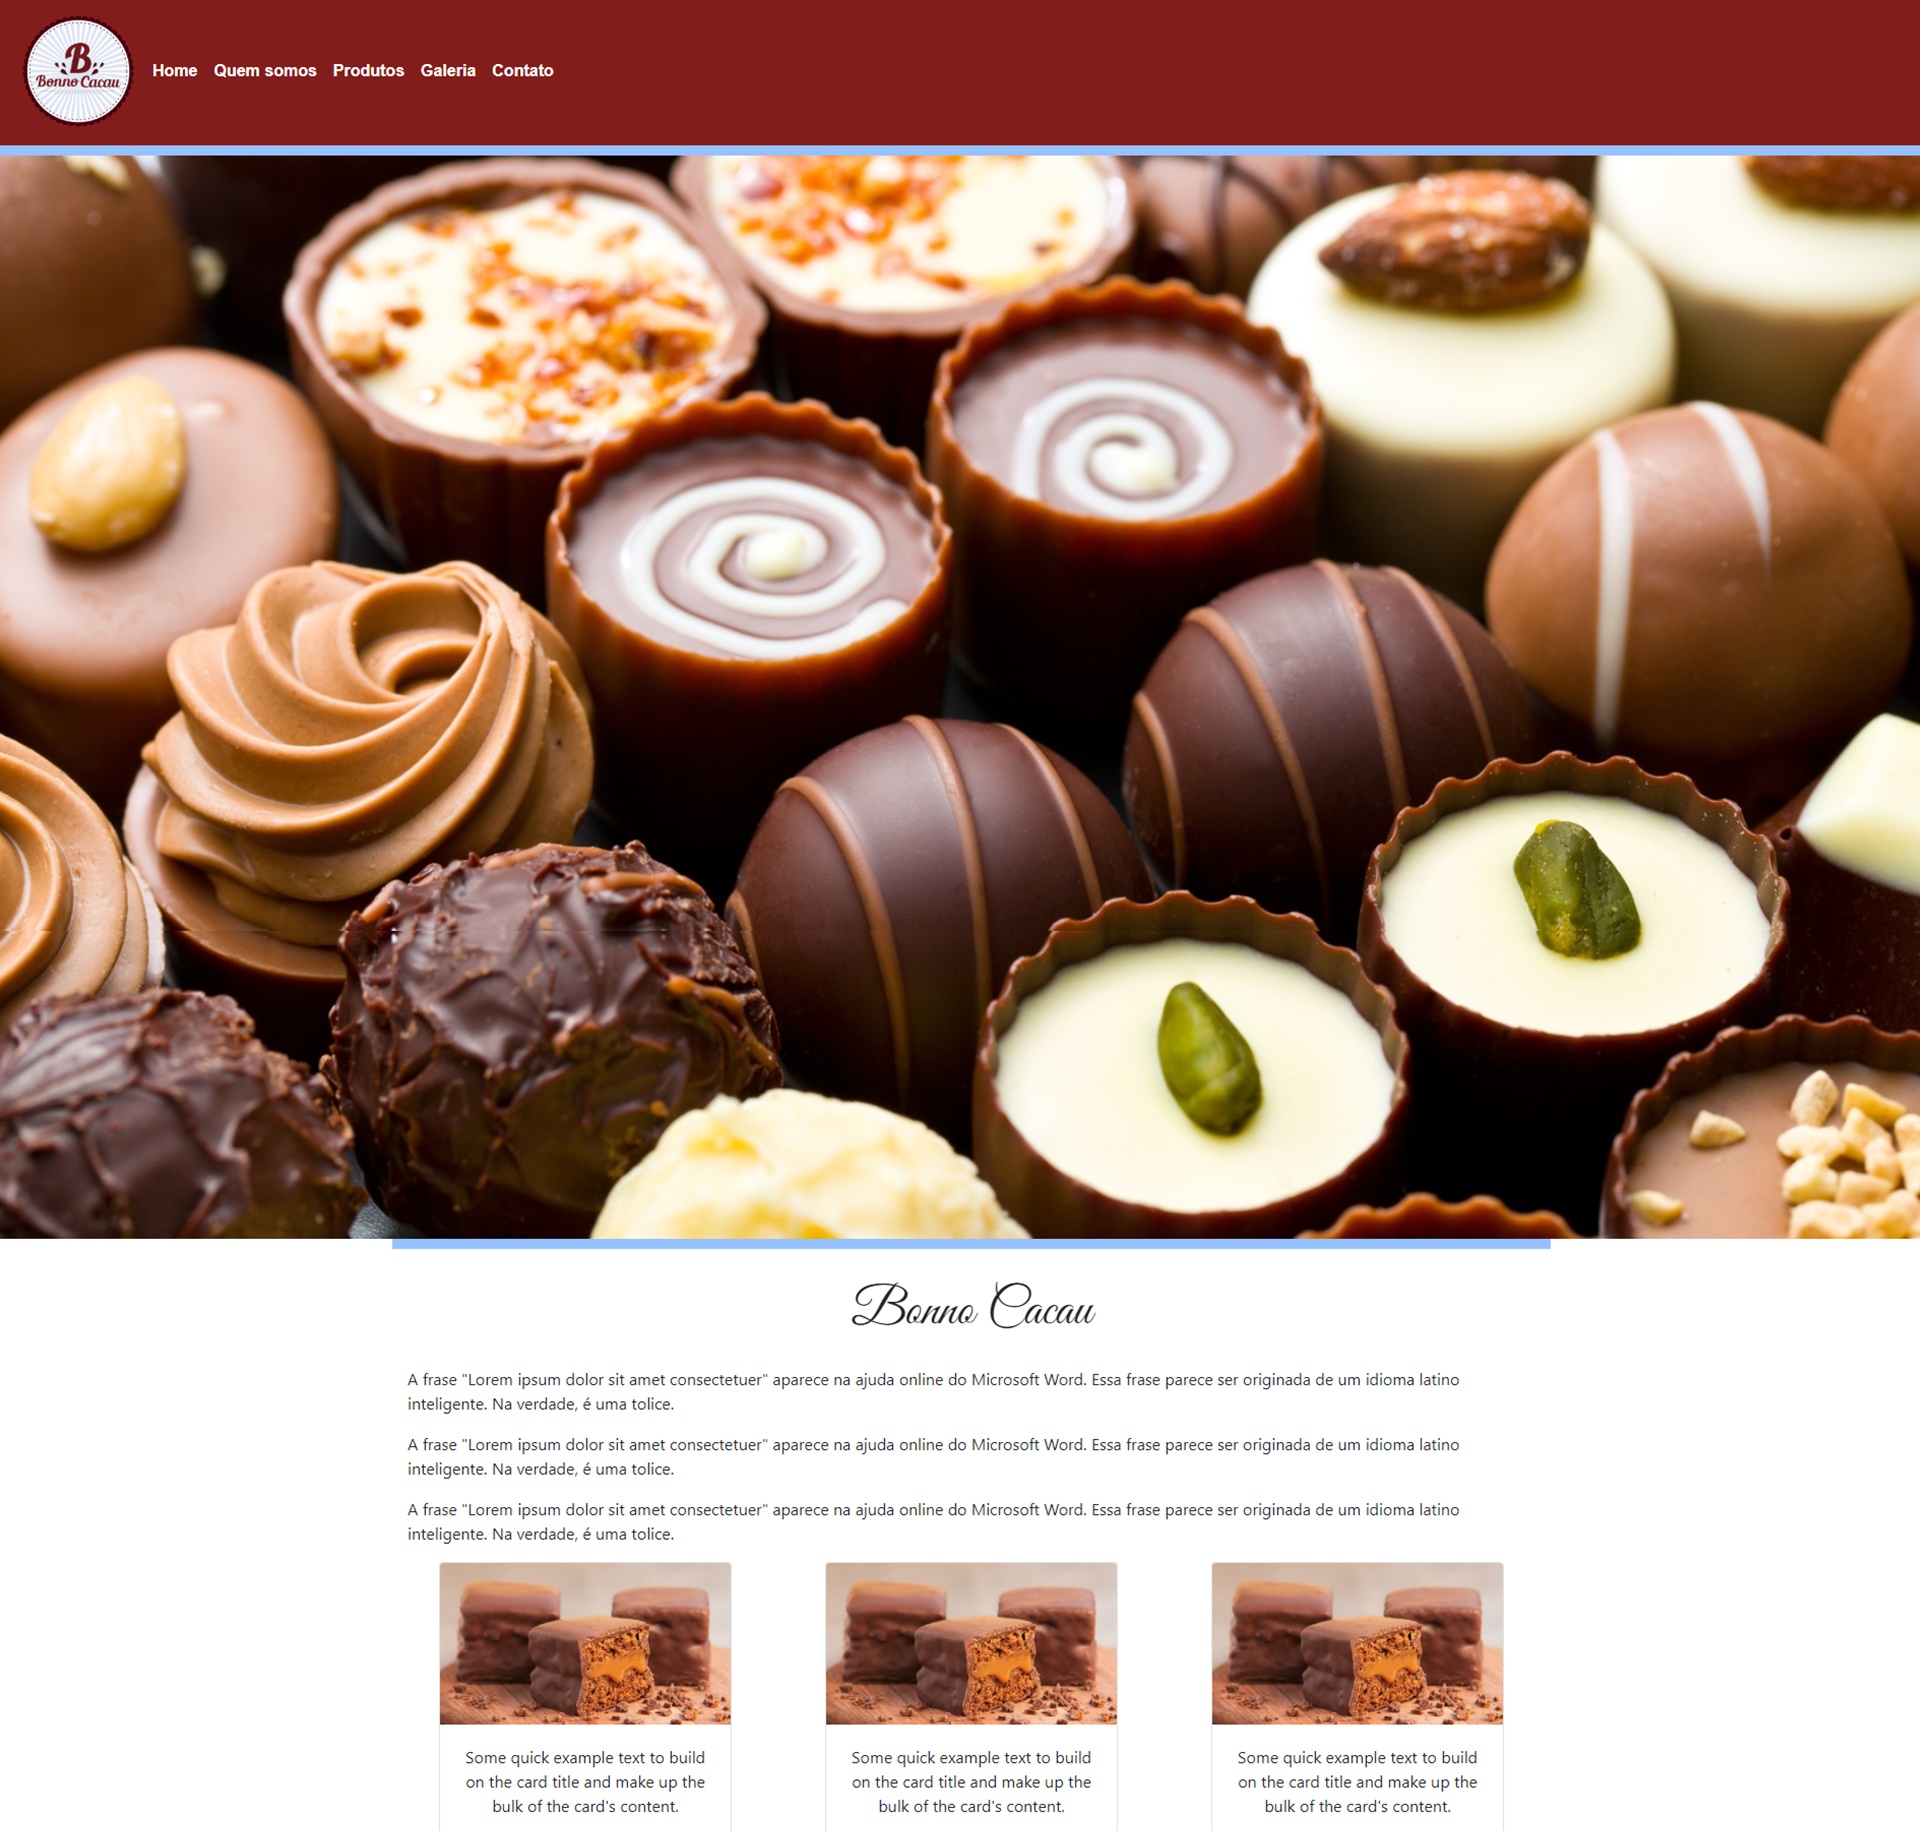 B
Bonno Cacau
Home Quem somos Produtos Galeria Contato
Bonno Cacau
A frase "Lorem ipsum dolor sit amet consectetuer" aparece na ajuda online do Microsoft Word. Essa frase parece ser originada de um idioma latino
inteligente. Na verdade, é uma tolice.
A frase "Lorem ipsum dolor sit amet consectetuer" aparece na ajuda online do Microsoft Word. Essa frase parece ser originada de um idioma latino
inteligente. Na verdade, é uma tolice.
A frase "Lorem ipsum dolor sit amet consectetuer" aparece na ajuda online do Microsoft Word. Essa frase parece ser originada de um idioma latino
inteligente. Na verdade, é uma tolice.
Some quick example text to build
on the card title and make up the
bulk of the card's content.
Some quick example text to build
on the card title and make up the
bulk of the card's content.
Some quick example text to build
on the card title and make up the
bulk of the card's content.